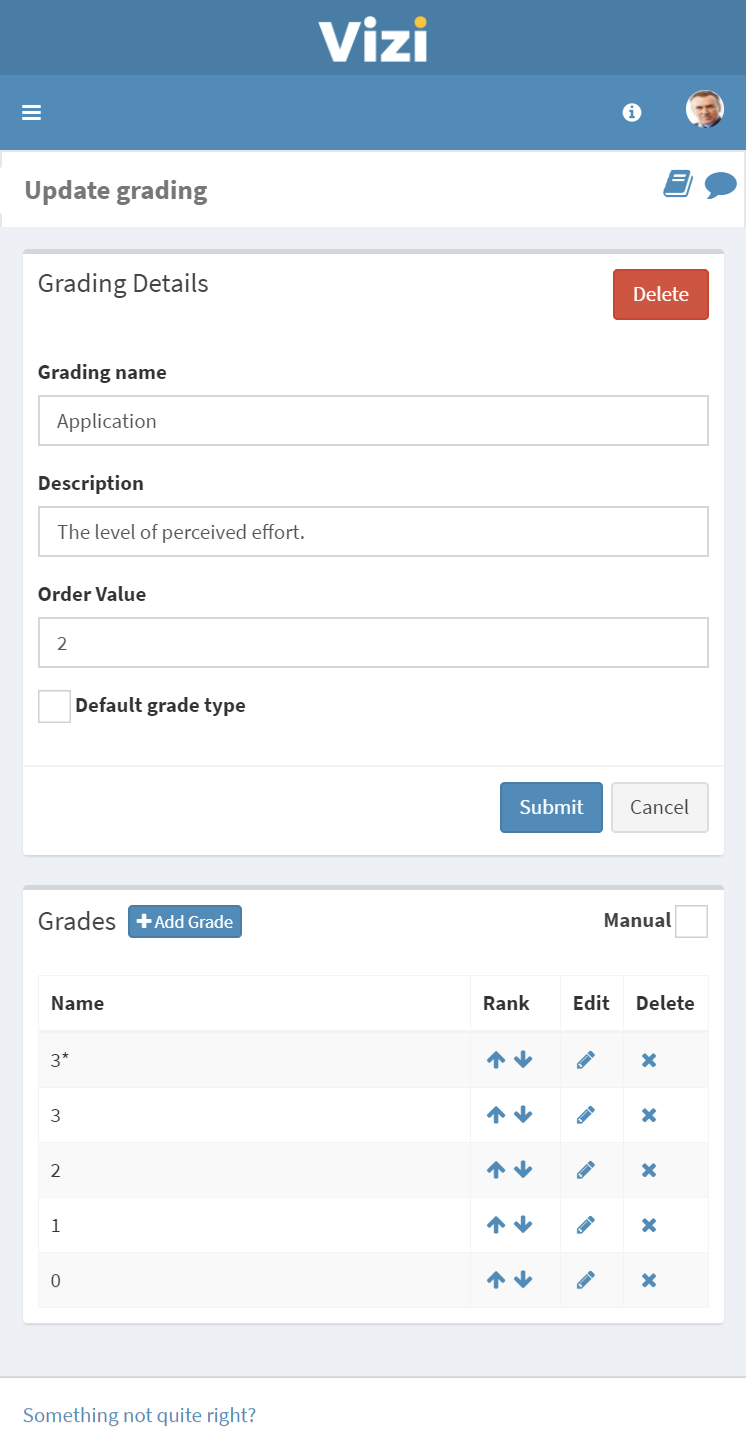 Vizi
Update grading
Grading Details
Delete
Grading name
Application
Description
The level of perceived effort.
Order Value
2
Default grade type
Submit Cancel
Grades Add Grade Manual
Name Rank Edit Delete
3*
3
2
1
0
Something not quite right?